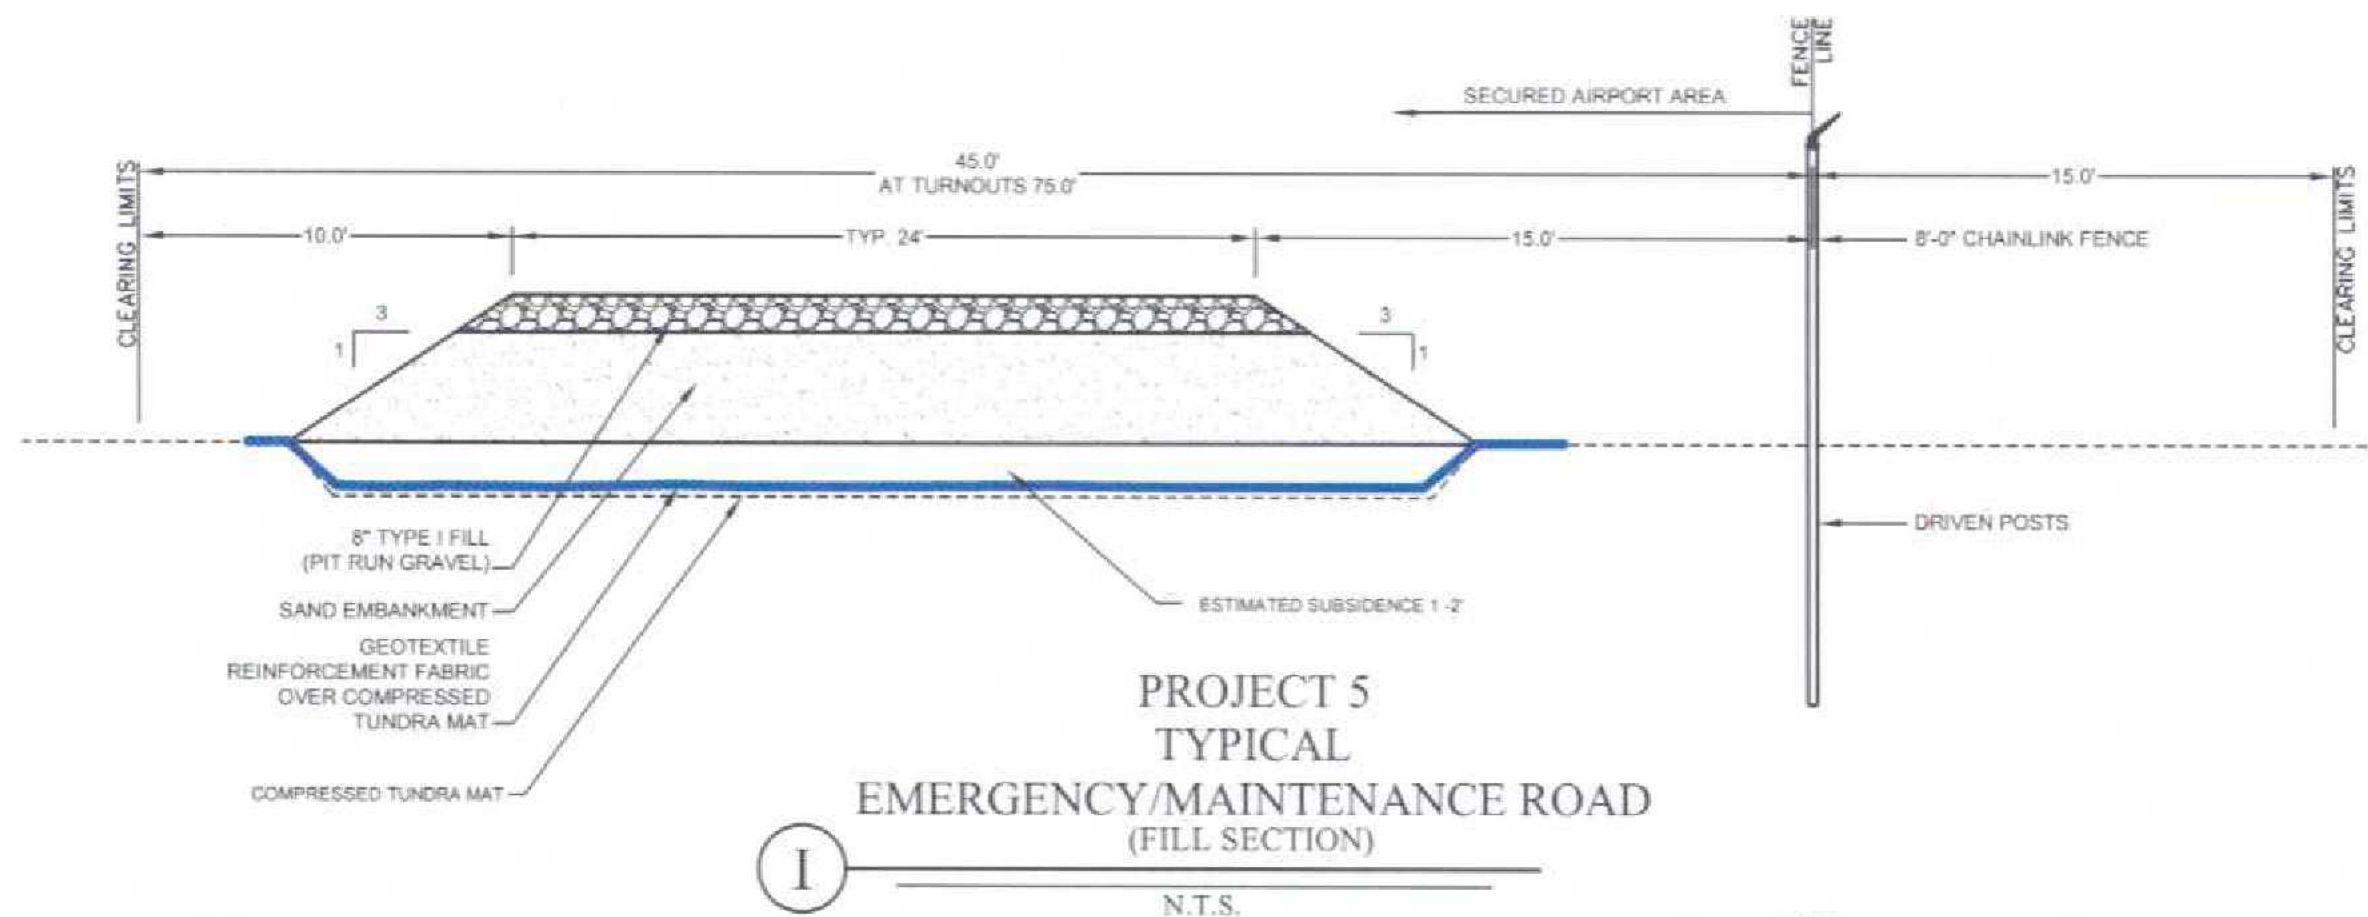 FENCE
LINE
SECURED AIRPORT AREA
CLEARING LIMITS
45.0'
AT TURNOUTS 75.0'
15.0'
CLEARING LIMITS
10.0'
TYP. 24'
15.0'
8'-0" CHAINLINK FENCE
3
1
3
1
8" TYPE I FILL
(PIT RUN GRAVEL)
DRIVEN POSTS
SAND EMBANKMENT
ESTIMATED SUBSIDENCE 1 -2'
GEOTEXTILE
REINFORCEMENT FABRIC
OVER COMPRESSED
TUNDRA MAT
COMPRESSED TUNDRA MAT
PROJECT 5
TYPICAL
EMERGENCY/MAINTENANCE ROAD
(FILL SECTION)
I
N.T.S.